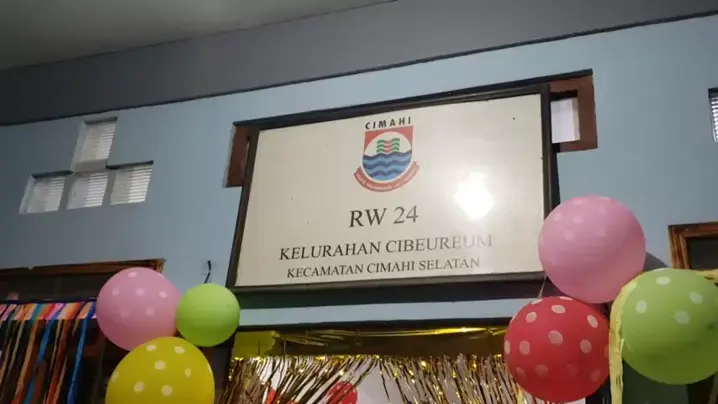 CIMAHI
RW 24
KELURAHAN CIBEUREUM
KECAMATAN CIMAHI SELATAN